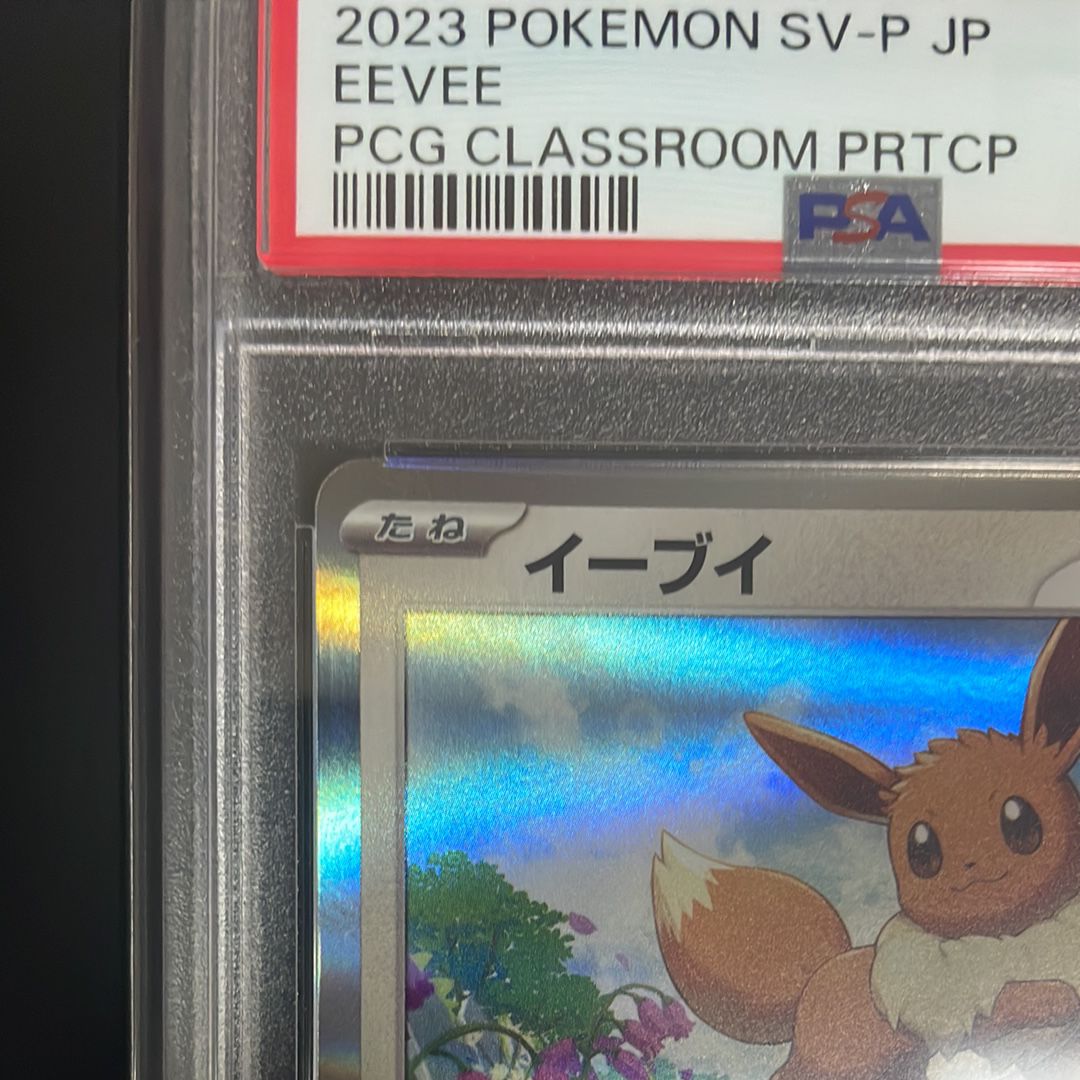 2023 POKEMON SV-P JP
EEVEE
PCG CLASSROOM PRTCP
PSA
たね
イーブイ